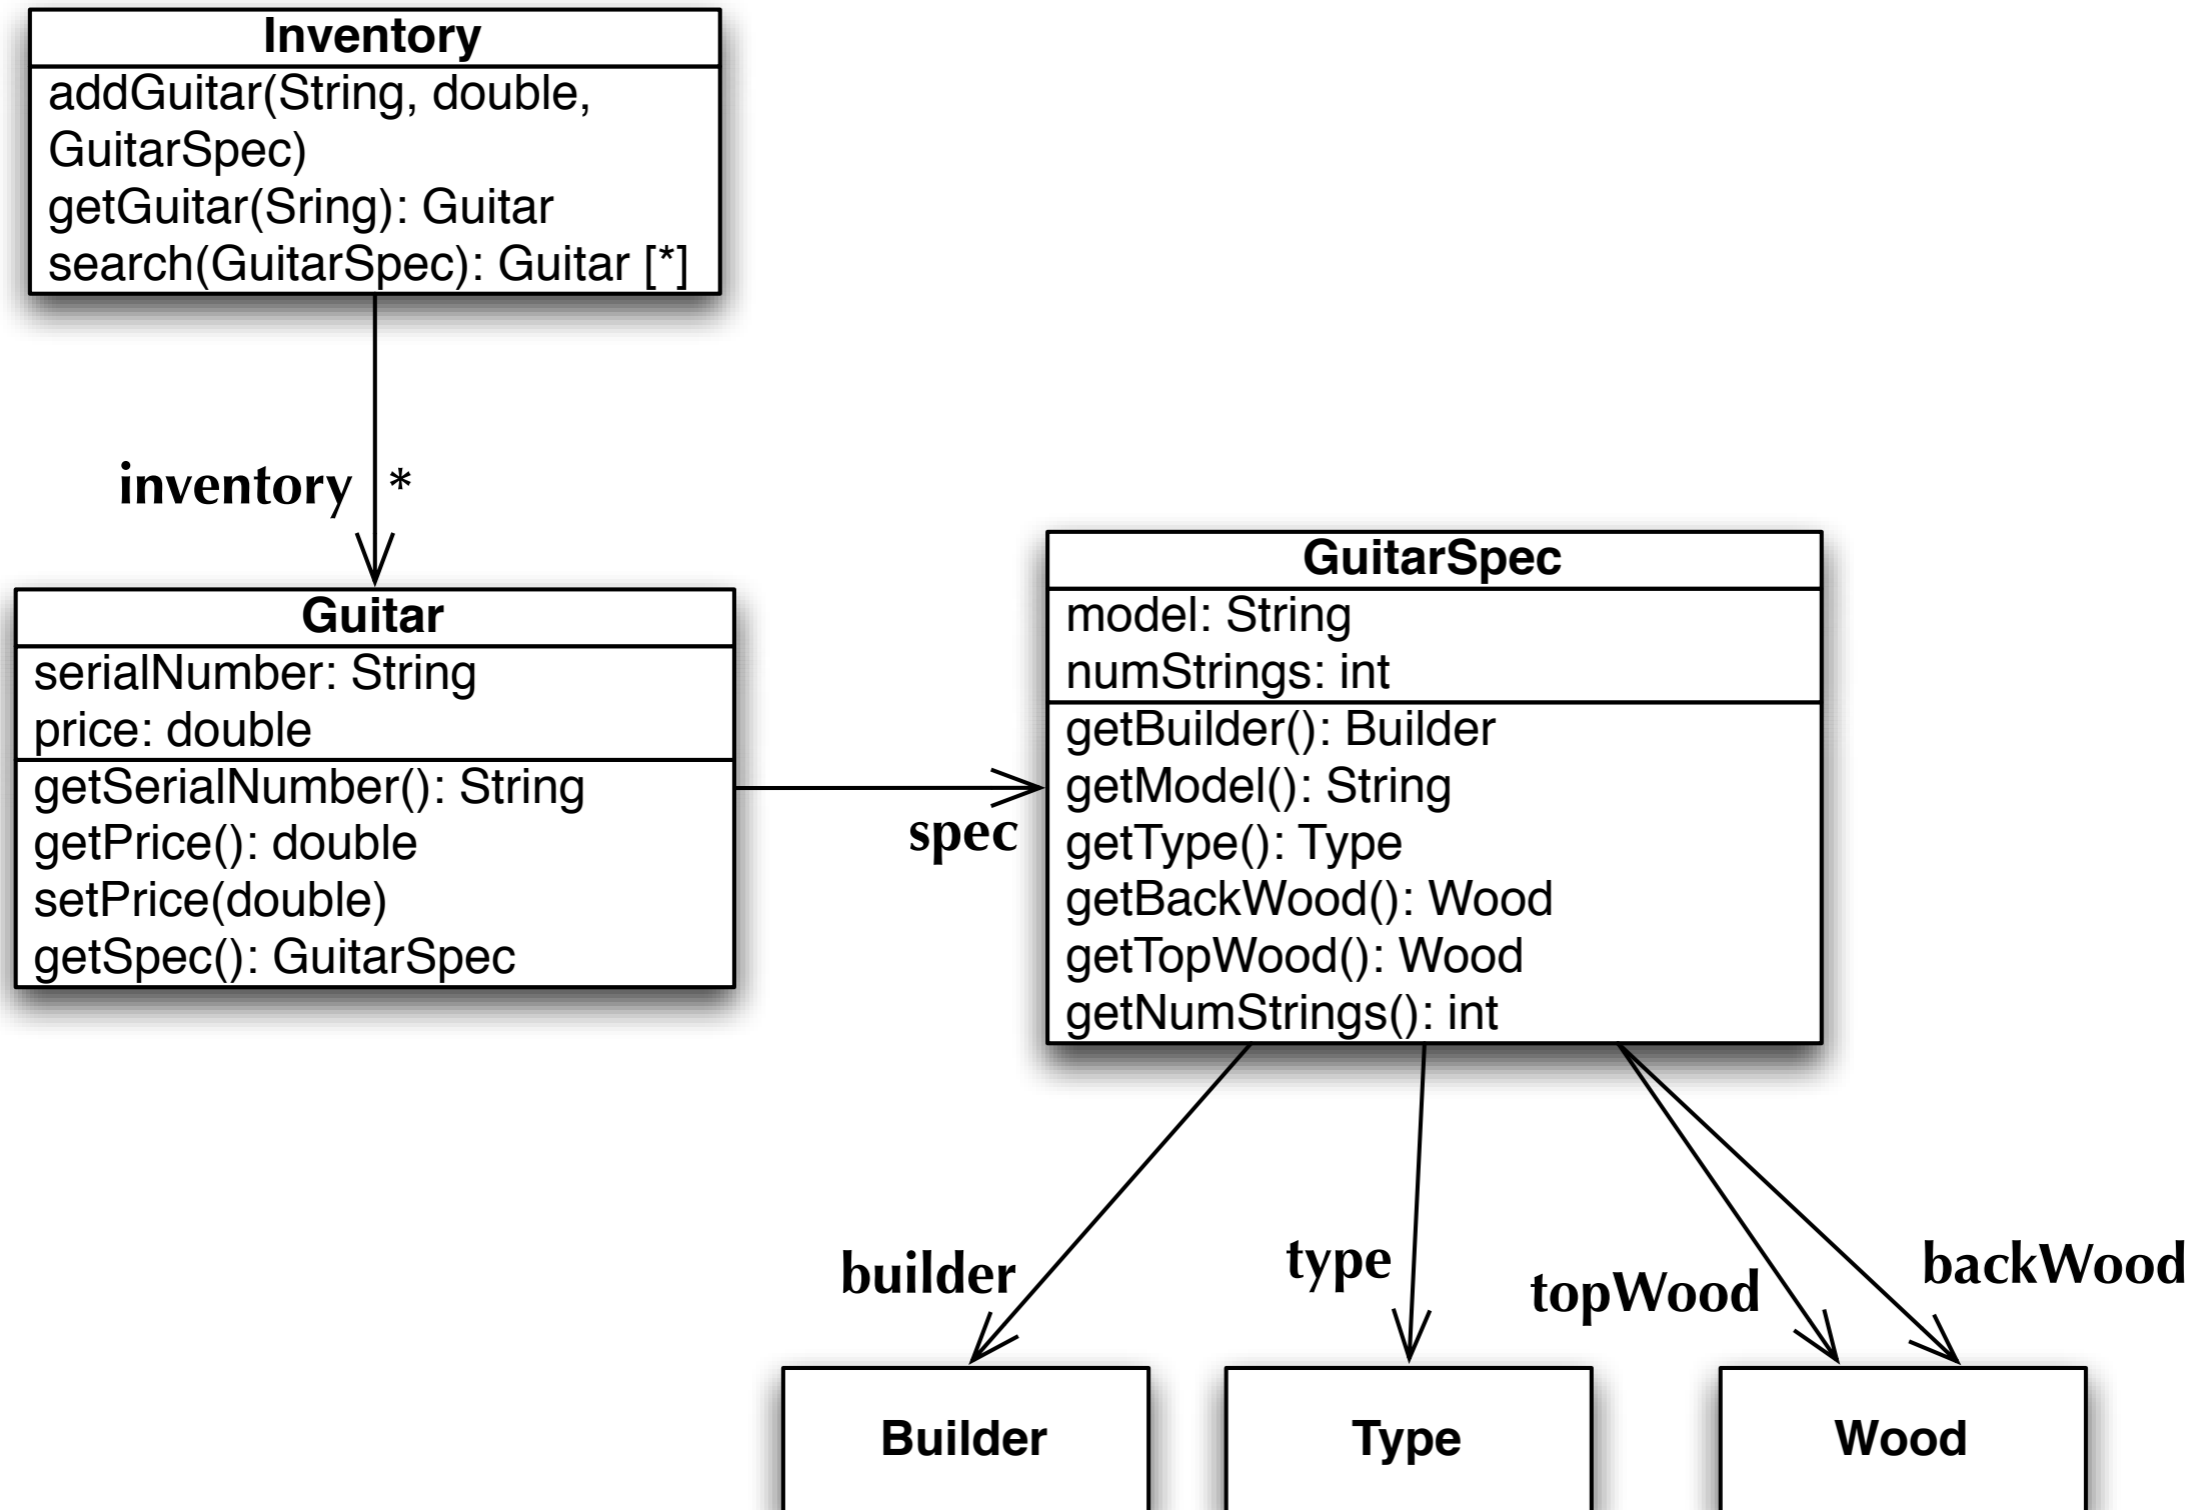 Inventory
addGuitar(String, double,
GuitarSpec)
getGuitar(Sring): Guitar
search(GuitarSpec): Guitar [*]
inventory *
Guitar
serialNumber: String
price: double
getSerialNumber(): String
getPrice(): double
setPrice(double)
getSpec(): GuitarSpec
spec
GuitarSpec
model: String
numStrings: int
getBuilder(): Builder
getModel(): String
getType(): Type
getBackWood(): Wood
getTopWood(): Wood
getNumStrings(): int
builder
type
topWood
backWood
Builder
Type
Wood